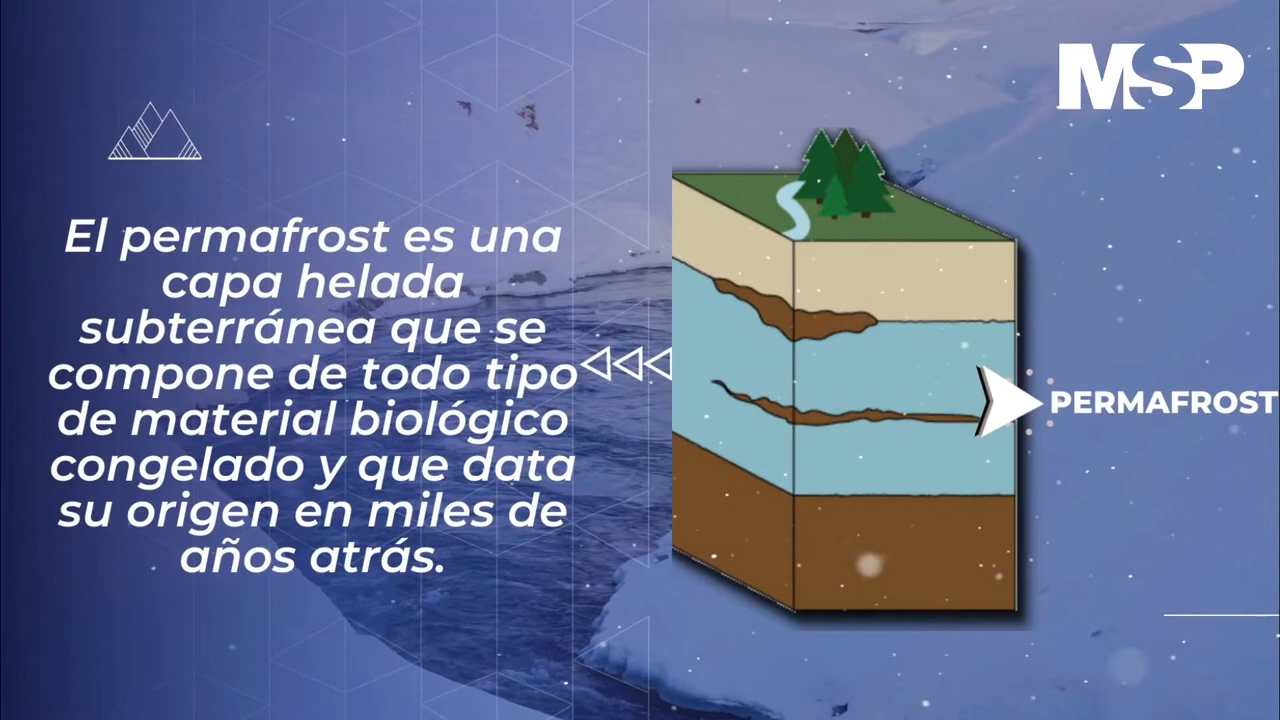 MSP
El permafrost es una
capa helada
subterránea que se
compone de todo tipo
de material biológico
congelado y que data
su origen en miles de
años atrás.
PERMAFROST